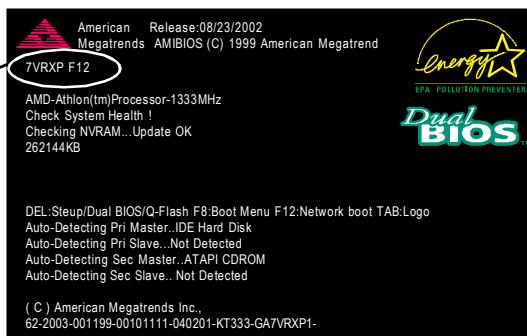 American Release:08/23/2002
Megatrends AMIBIOS (C) 1999 American Megatrend
7VRXP F12
energy
EPA POLLUTION PREVENTER
Dual
BIOS
TM
AMD-Athlon(tm)Processor-1333MHz
Check System Health !
Checking NVRAM...Update OK
262144KB
DEL:Steup/Dual BIOS/Q-Flash F8:Boot Menu F12:Network boot TAB:Logo
Auto-Detecting Pri Master..IDE Hard Disk
Auto-Detecting Pri Slave...Not Detected
Auto-Detecting Sec Master..ATAPI CDROM
Auto-Detecting Sec Slave.. Not Detected
( C ) American Megatrends Inc.,
62-2003-001199-00101111-040201-KT333-GA7VRXP1-